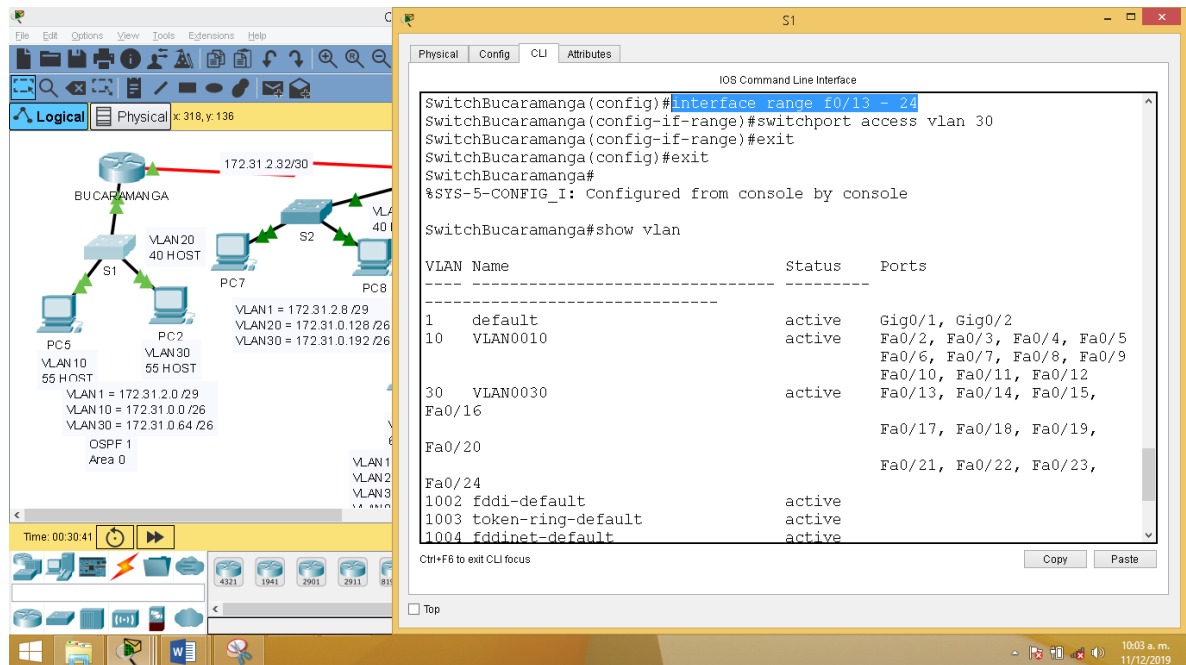 S1
File Edit Options View Tools Extensions Help
Logical Physical x: 318, y: 136
172.31.2.32/30
BUCARAMANGA
VLAN 20
40 HOST
S1
S2
40
PC7
PC8
PC5
PC2
VLAN 10
55 HOST
VLAN 30
55 HOST
VLAN1 = 172.31.2.8 /29
VLAN20 = 172.31.0.128 /26
VLAN30 = 172.31.0.192 /26
VLAN 1 = 172.31.2.0 /29
VLAN 10 = 172.31.0.0 /26
VLAN 30 = 172.31.0.64 /26
OSPF 1
Area 0
VLAN 1
VLAN 2
VLAN 3
Time: 00:30:41
4321 1941 2901 2911
Physical Config CLI Attributes
IOS Command Line Interface
SwitchBucaramanga(config)#interface range f0/13 - 24
SwitchBucaramanga(config-if-range)#switchport access vlan 30
SwitchBucaramanga(config-if-range)#exit
SwitchBucaramanga(config)#exit
SwitchBucaramanga#
%SYS-5-CONFIG_I: Configured from console by console
SwitchBucaramanga#show vlan
VLAN Name Status Ports
---- -------------------------------- ---------
-------------------------------
1 default active Gig0/1, Gig0/2
10 VLAN0010 active Fa0/2, Fa0/3, Fa0/4, Fa0/5
Fa0/6, Fa0/7, Fa0/8, Fa0/9
Fa0/10, Fa0/11, Fa0/12
30 VLAN0030 active Fa0/13, Fa0/14, Fa0/15,
Fa0/16
Fa0/17, Fa0/18, Fa0/19,
Fa0/20
Fa0/21, Fa0/22, Fa0/23,
Fa0/24
1002 fddi-default active
1003 token-ring-default active
1004 fddinet-default active
Ctrl+F6 to exit CLI focus
Copy Paste
Top
10:03 a. m.
11/12/2019